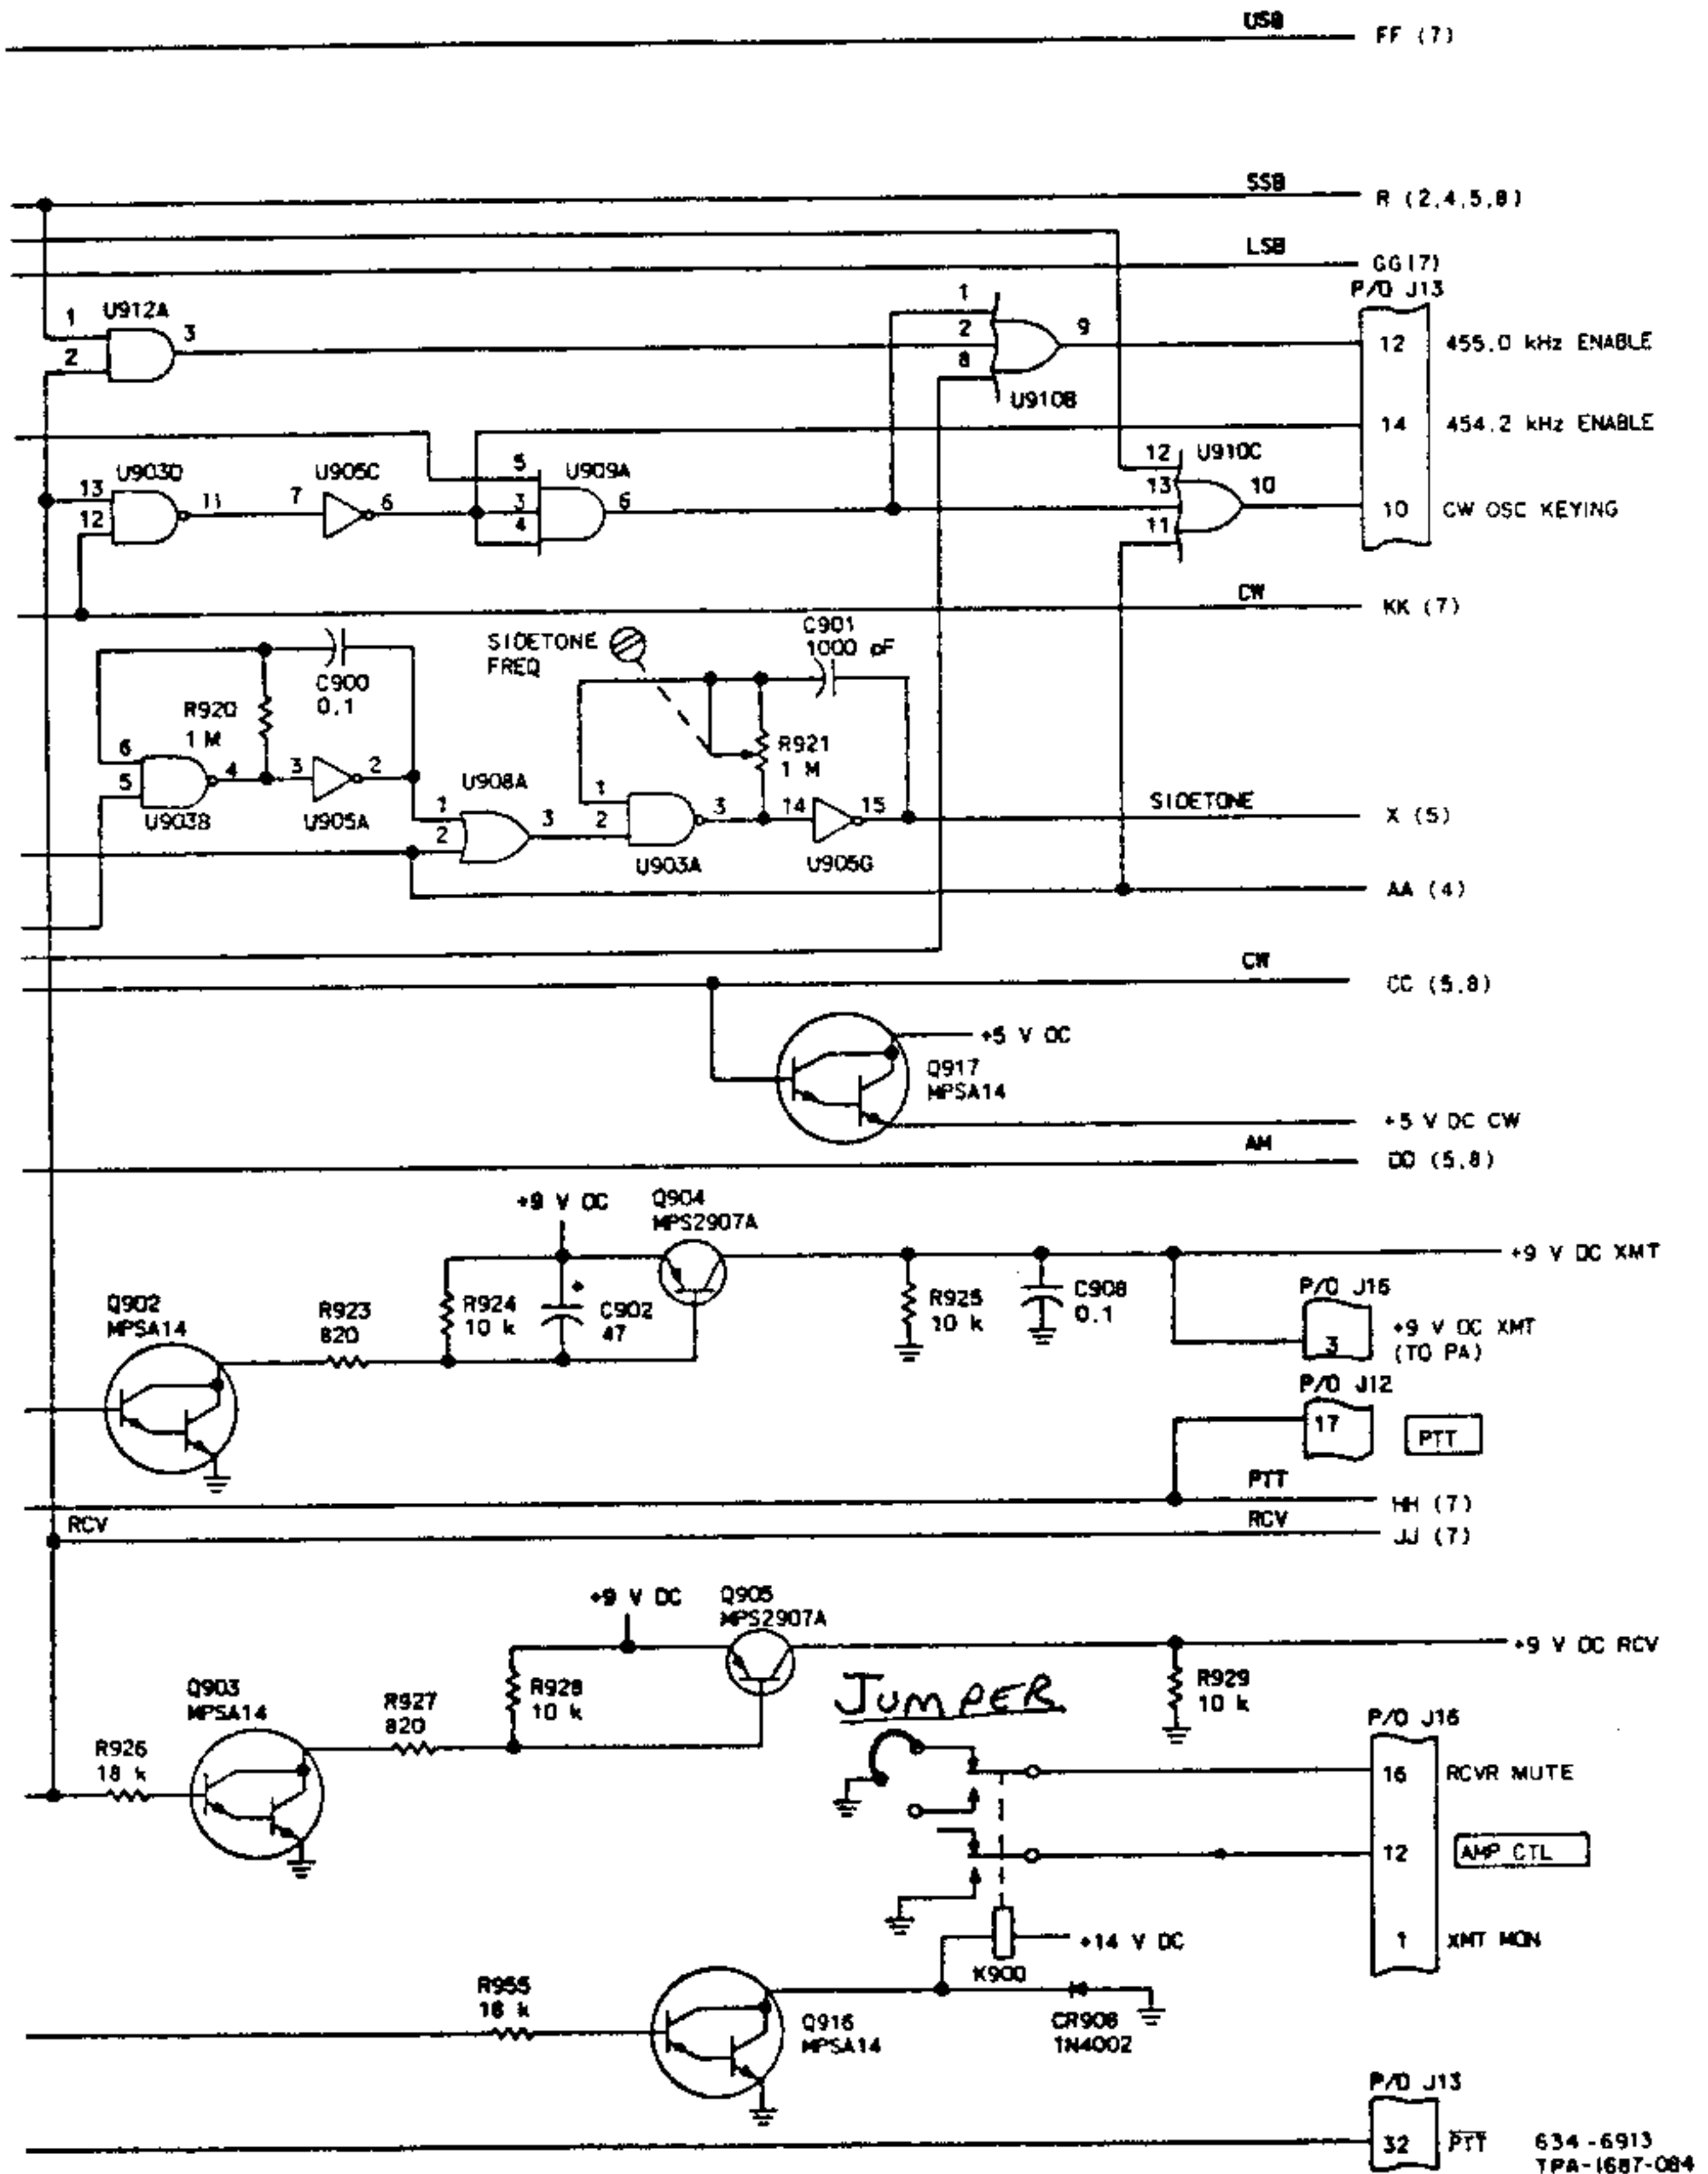 USB
FF (7)
SSB
R (2,4,5,8)
LSB
GG(7)
P/O J13
U912A
1
2
3
1
2
8
9
U910B
12 455.0 kHz ENABLE
14 454.2 kHz ENABLE
U903D
13
12
11
U905C
7
6
5
3
4
U909A
6
12
13
11
U910C
10
10 CW OSC KEYING
CW
KK (7)
SIDETONE
FREQ
C901
1000 pF
C900
0.1
R920
1 M
6
5
4
U903B
3
2
U905A
U908A
1
2
3
R921
1 M
1
2
3
U903A
14
15
U905G
SIDETONE
X (5)
AA (4)
CW
CC (5,8)
+5 V DC
Q917
MPSA14
+5 V DC CW
AM
DD (5,8)
+9 V DC
Q904
MPS2907A
+9 V DC XMT
Q902
MPSA14
R923
820
R924
10 k
+
C902
47
R925
10 k
C908
0.1
P/O J15
3
+9 V DC XMT
(TO PA)
P/O J12
17
PTT
PTT
HH (7)
RCV
RCV
JJ (7)
+9 V DC
Q905
MPS2907A
+9 V DC RCV
Q903
MPSA14
R927
820
R928
10 k
JUMPER
R929
10 k
R926
18 k
P/O J16
16 RCVR MUTE
12 AMP CTL
1 XMT MON
+14 V DC
K900
R955
18 k
Q916
MPSA14
CR908
1N4002
P/O J13
32 PTT
634-6913
TPA-1687-084